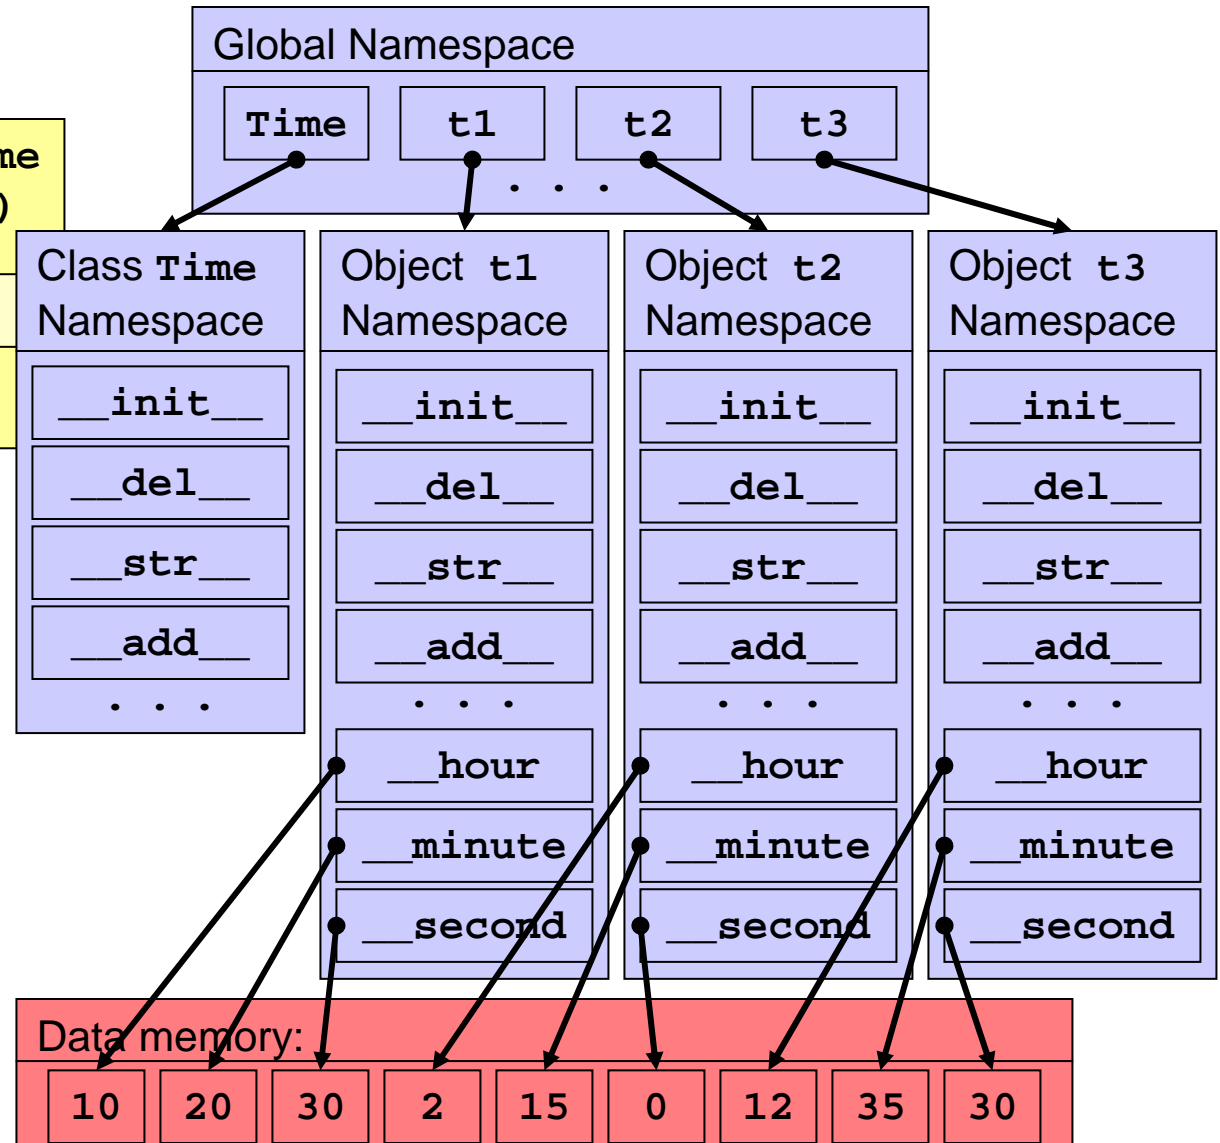 Global Namespace
Time t1 t2 t3
. . .
me
)
Class Time
Namespace
__init__
__del__
__str__
__add__
. . .
Object t1
Namespace
__init__
__del__
__str__
__add__
. . .
__hour
__minute
__second
Object t2
Namespace
__init__
__del__
__str__
__add__
. . .
__hour
__minute
__second
Object t3
Namespace
__init__
__del__
__str__
__add__
. . .
__hour
__minute
__second
Data memory:
10 20 30 2 15 0 12 35 30